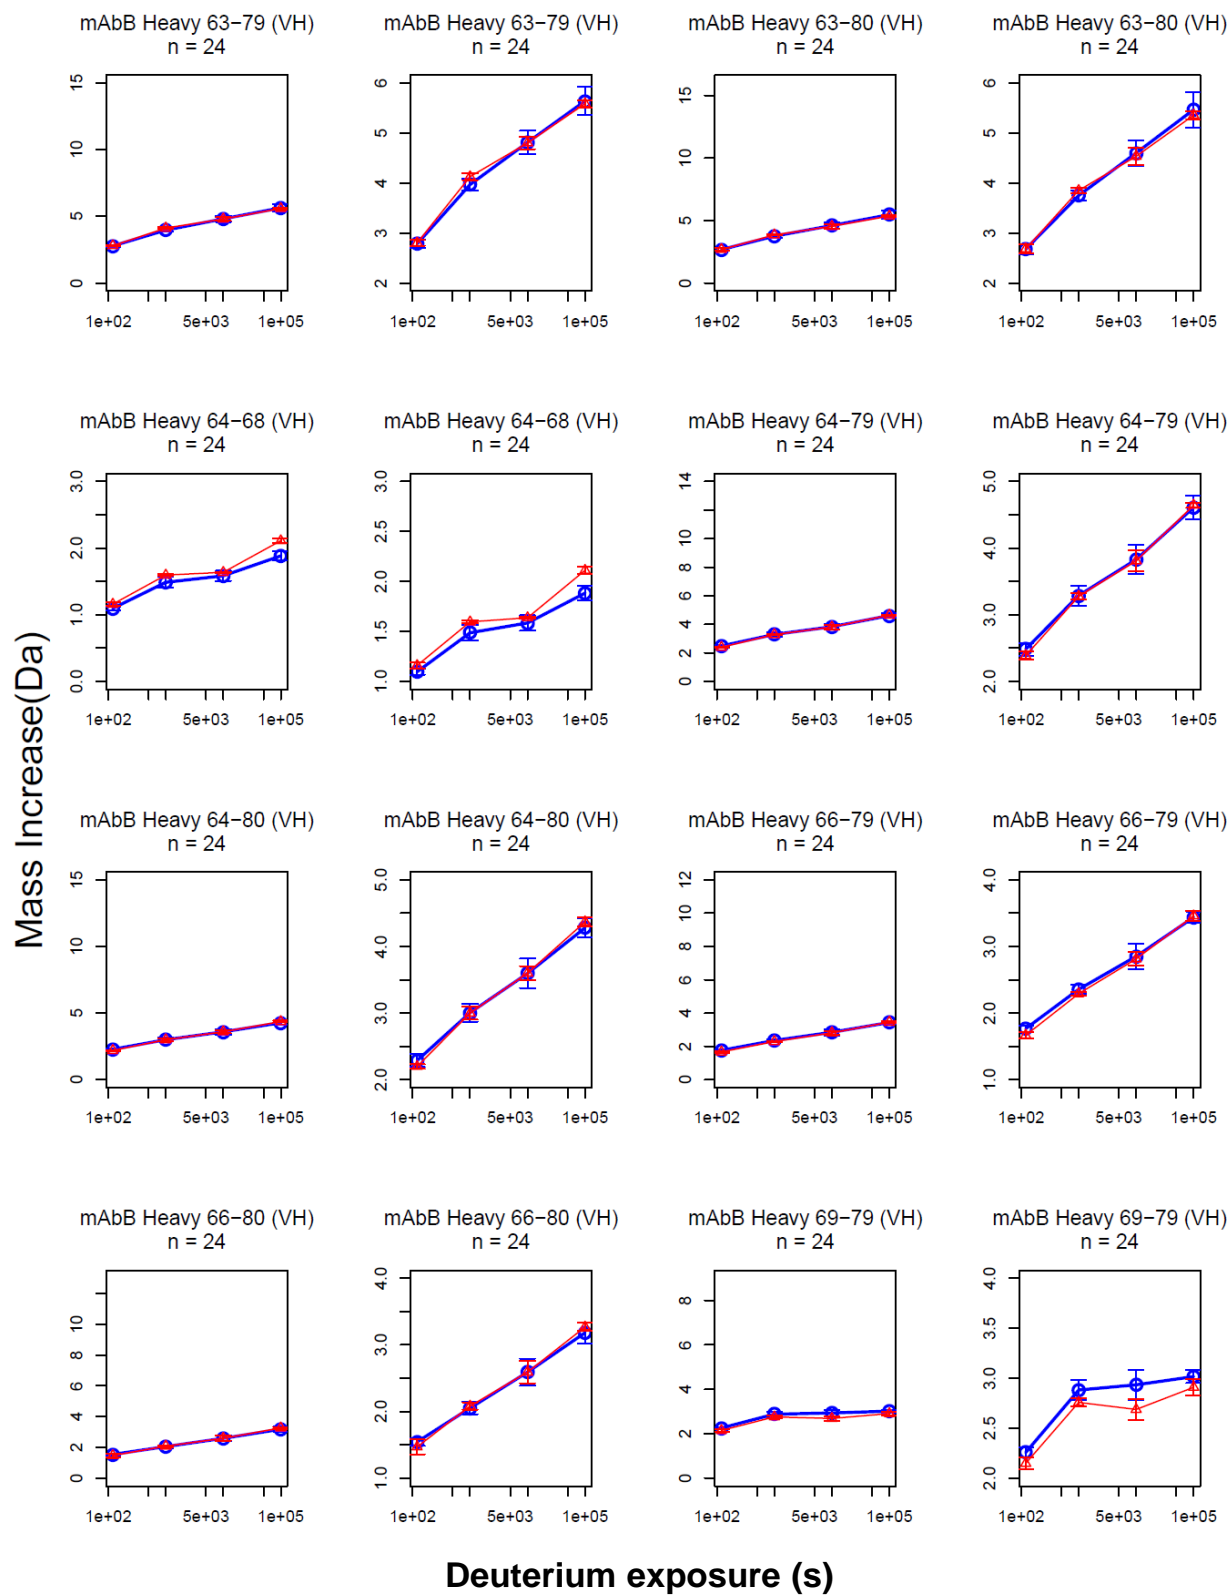 mAbB Heavy 63−79 (VH)
n = 24
0
5
10
15
1e+02
5e+03
1e+05
mAbB Heavy 63−79 (VH)
n = 24
2
3
4
5
6
1e+02
5e+03
1e+05
mAbB Heavy 63−80 (VH)
n = 24
0
5
10
15
1e+02
5e+03
1e+05
mAbB Heavy 63−80 (VH)
n = 24
2
3
4
5
6
1e+02
5e+03
1e+05
mAbB Heavy 64−68 (VH)
n = 24
0.0
1.0
2.0
3.0
1e+02
5e+03
1e+05
mAbB Heavy 64−68 (VH)
n = 24
1.0
1.5
2.0
2.5
3.0
1e+02
5e+03
1e+05
mAbB Heavy 64−79 (VH)
n = 24
0
2
4
6
8
10
12
14
1e+02
5e+03
1e+05
mAbB Heavy 64−79 (VH)
n = 24
2.0
3.0
4.0
5.0
1e+02
5e+03
1e+05
Mass Increase(Da)
mAbB Heavy 64−80 (VH)
n = 24
0
5
10
15
1e+02
5e+03
1e+05
mAbB Heavy 64−80 (VH)
n = 24
2.0
3.0
4.0
5.0
1e+02
5e+03
1e+05
mAbB Heavy 66−79 (VH)
n = 24
0
2
4
6
8
10
12
1e+02
5e+03
1e+05
mAbB Heavy 66−79 (VH)
n = 24
1.0
2.0
3.0
4.0
1e+02
5e+03
1e+05
mAbB Heavy 66−80 (VH)
n = 24
0
2
4
6
8
10
1e+02
5e+03
1e+05
mAbB Heavy 66−80 (VH)
n = 24
1.0
2.0
3.0
4.0
1e+02
5e+03
1e+05
mAbB Heavy 69−79 (VH)
n = 24
0
2
4
6
8
1e+02
5e+03
1e+05
mAbB Heavy 69−79 (VH)
n = 24
2.0
2.5
3.0
3.5
4.0
1e+02
5e+03
1e+05
Deuterium exposure (s)